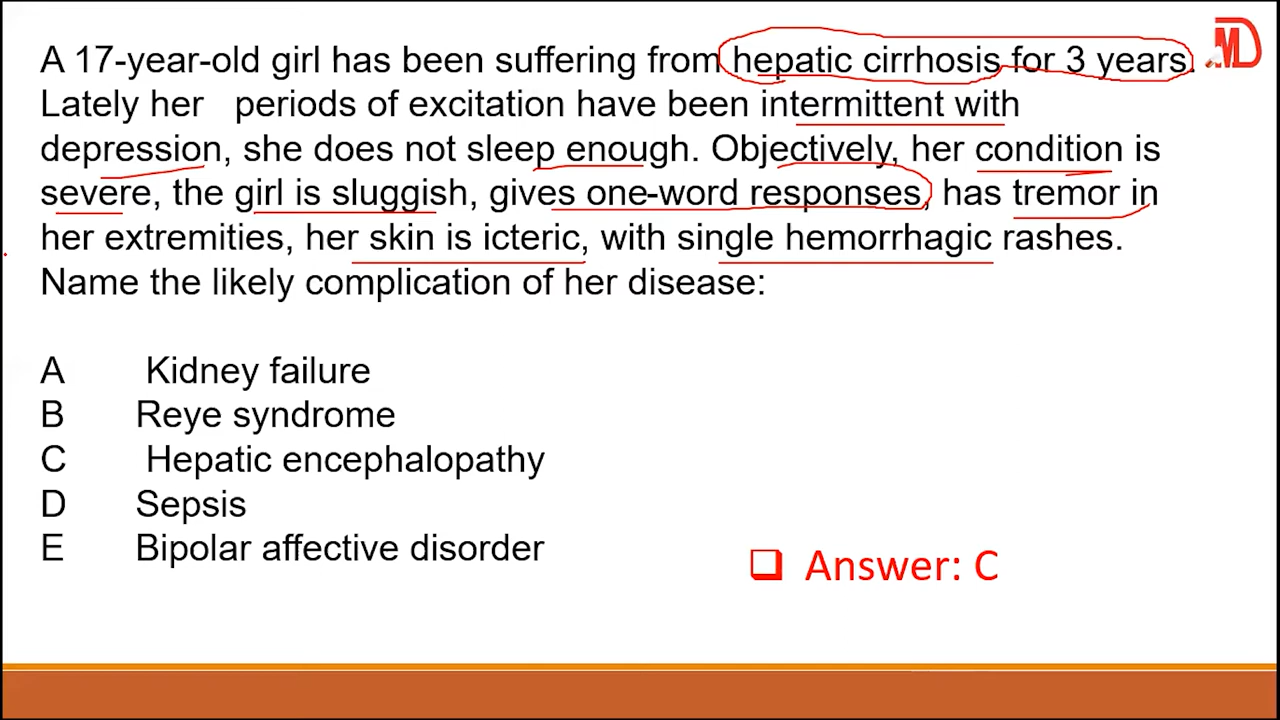 A 17-year-old girl has been suffering from hepatic cirrhosis for 3 years.
Lately her periods of excitation have been intermittent with
depression, she does not sleep enough. Objectively, her condition is
severe, the girl is sluggish, gives one-word responses, has tremor in
her extremities, her skin is icteric, with single hemorrhagic rashes.
Name the likely complication of her disease:
A Kidney failure
B Reye syndrome
C Hepatic encephalopathy
D Sepsis
E Bipolar affective disorder
Answer: C